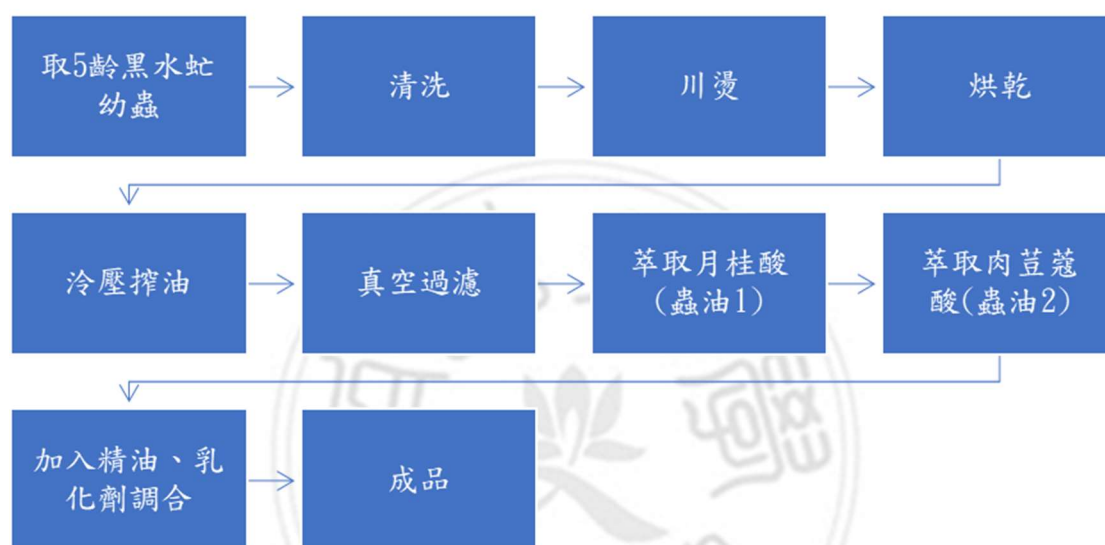 取5齡黑水虻
幼蟲
清洗
川燙
烘乾
冷壓搾油
真空過濾
萃取月桂酸
(蟲油1)
萃取肉荳蔻
酸(蟲油2)
加入精油、乳
化劑調合
成品